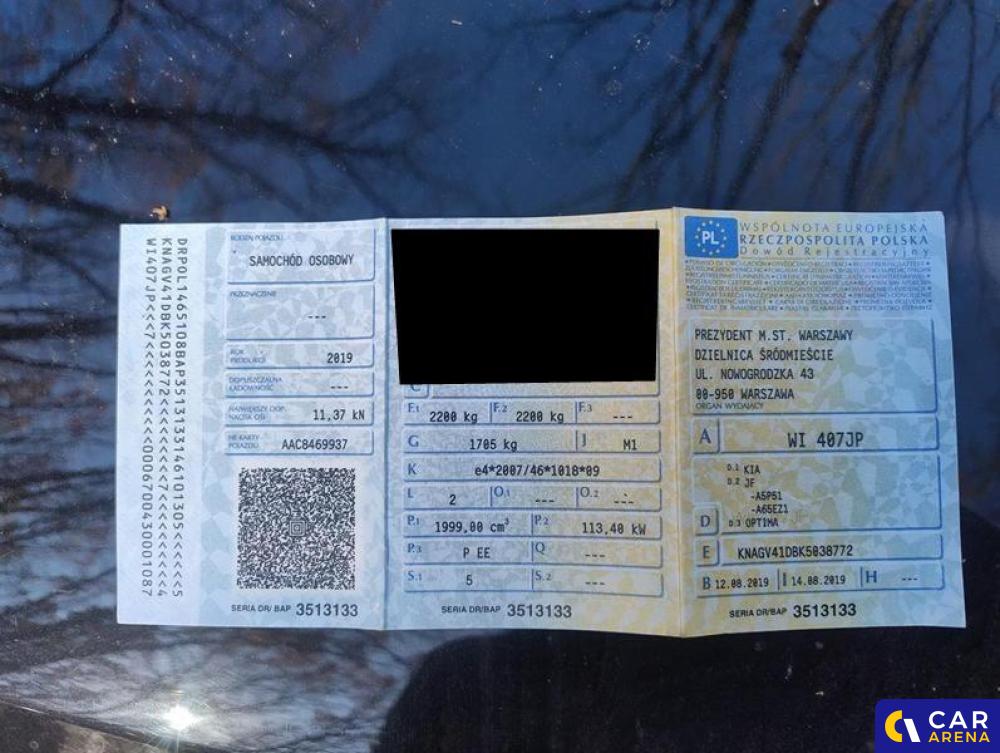 DRPOL1465108BAP3513133146101305<<<<<<5
KNAGV41DBK5038772<<<<<<7<<<<<<<<<<<<4
WI407JP<<7<<<<<<<<<<<<<0006700430001087
RODZAJ POJAZDU
SAMOCHÓD OSOBOWY
PRZEZNACZENIE
---
ROK PRODUKCJI 2019
DOPUSZCZALNA ŁADOWNOŚĆ ---
NAJWIĘKSZY DOP. NACISK OSI 11,37 kN
NR KARTY POJAZDU AAC8469937
SERIA DR/BAP 3513133
C
F.1 2200 kg F.2 2200 kg F.3 ---
G 1705 kg J M1
K e4*2007/46*1018*09
L 2 O.1 --- O.2 ---
P.1 1999,00 cm³ P.2 113,40 kW
P.3 P EE Q ---
S.1 5 S.2 ---
SERIA DR/BAP 3513133
PL
WSPÓLNOTA EUROPEJSKA
RZECZPOSPOLITA POLSKA
Dowód Rejestracyjny
PREZYDENT M.ST. WARSZAWY
DZIELNICA ŚRÓDMIEŚCIE
UL. NOWOGRODZKA 43
00-950 WARSZAWA
ORGAN WYDAJĄCY
A WI 407JP
D.1 KIA
D.2 JF
-A5P51
-A65EZ1
D D.3 OPTIMA
E KNAGV41DBK5038772
B 12.08.2019 I 14.08.2019 H ---
SERIA DR/BAP 3513133
CAR
ARENA